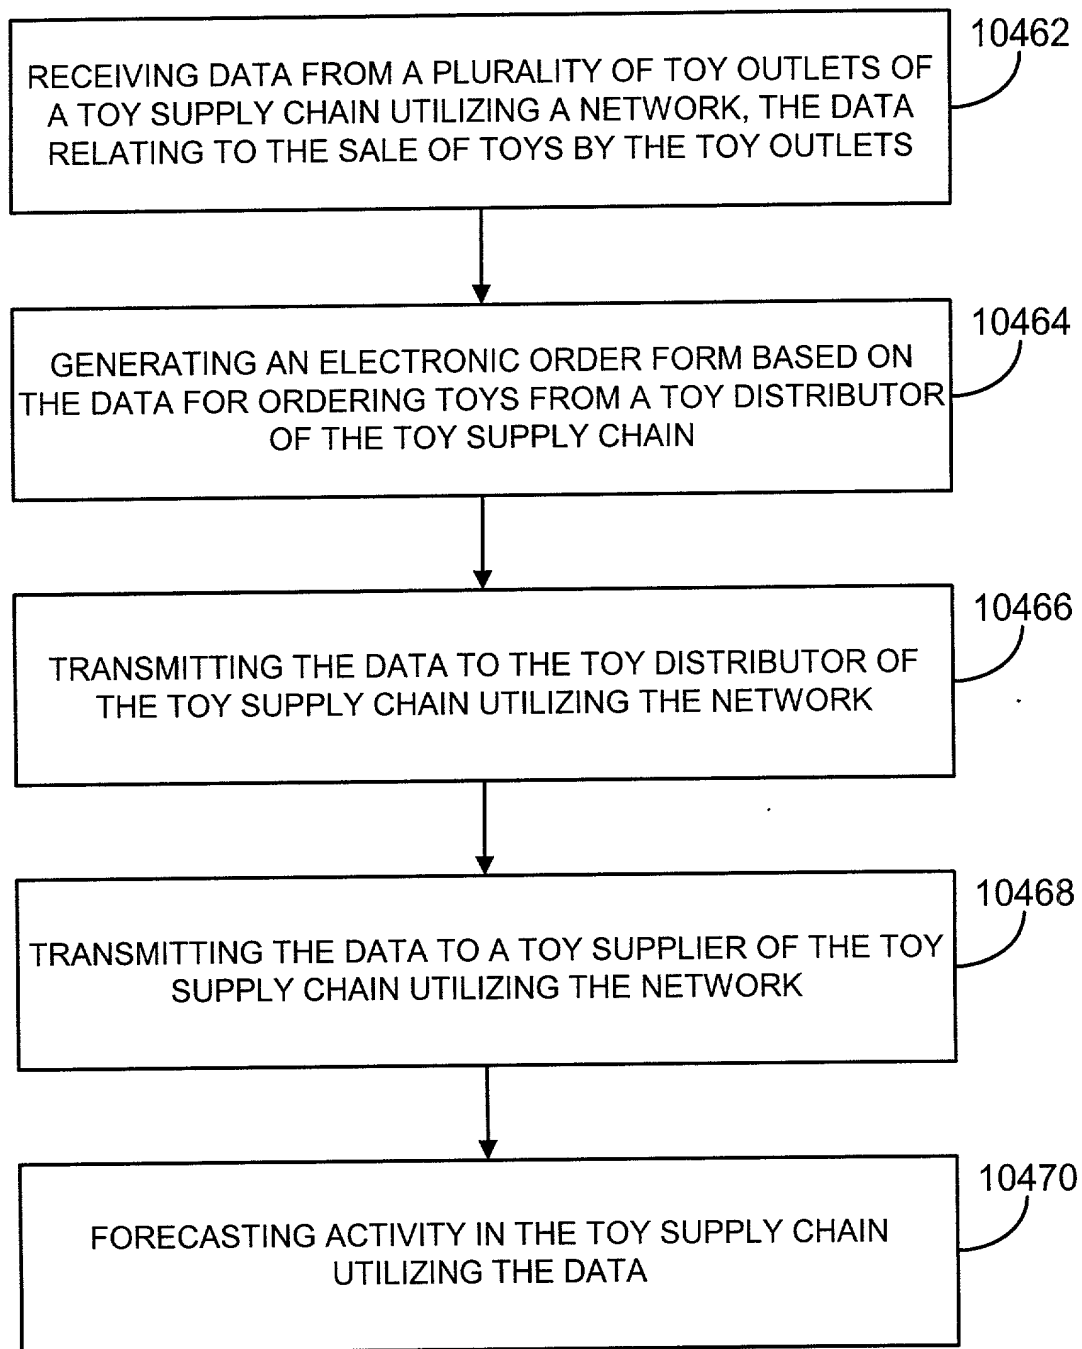 10462
RECEIVING DATA FROM A PLURALITY OF TOY OUTLETS OF
A TOY SUPPLY CHAIN UTILIZING A NETWORK, THE DATA
RELATING TO THE SALE OF TOYS BY THE TOY OUTLETS
10464
GENERATING AN ELECTRONIC ORDER FORM BASED ON
THE DATA FOR ORDERING TOYS FROM A TOY DISTRIBUTOR
OF THE TOY SUPPLY CHAIN
10466
TRANSMITTING THE DATA TO THE TOY DISTRIBUTOR OF
THE TOY SUPPLY CHAIN UTILIZING THE NETWORK
10468
TRANSMITTING THE DATA TO A TOY SUPPLIER OF THE TOY
SUPPLY CHAIN UTILIZING THE NETWORK
10470
FORECASTING ACTIVITY IN THE TOY SUPPLY CHAIN
UTILIZING THE DATA